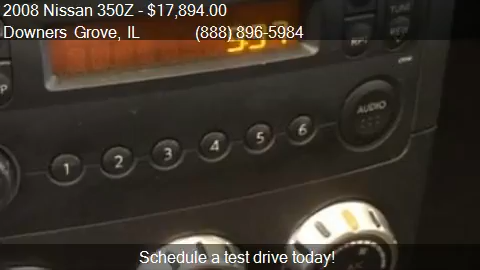 2008 Nissan 350Z - $17,894.00
Downers Grove, IL (888) 896-5984
TUNE
AUDIO
1 2 3 4 5 6
Schedule a test drive today!